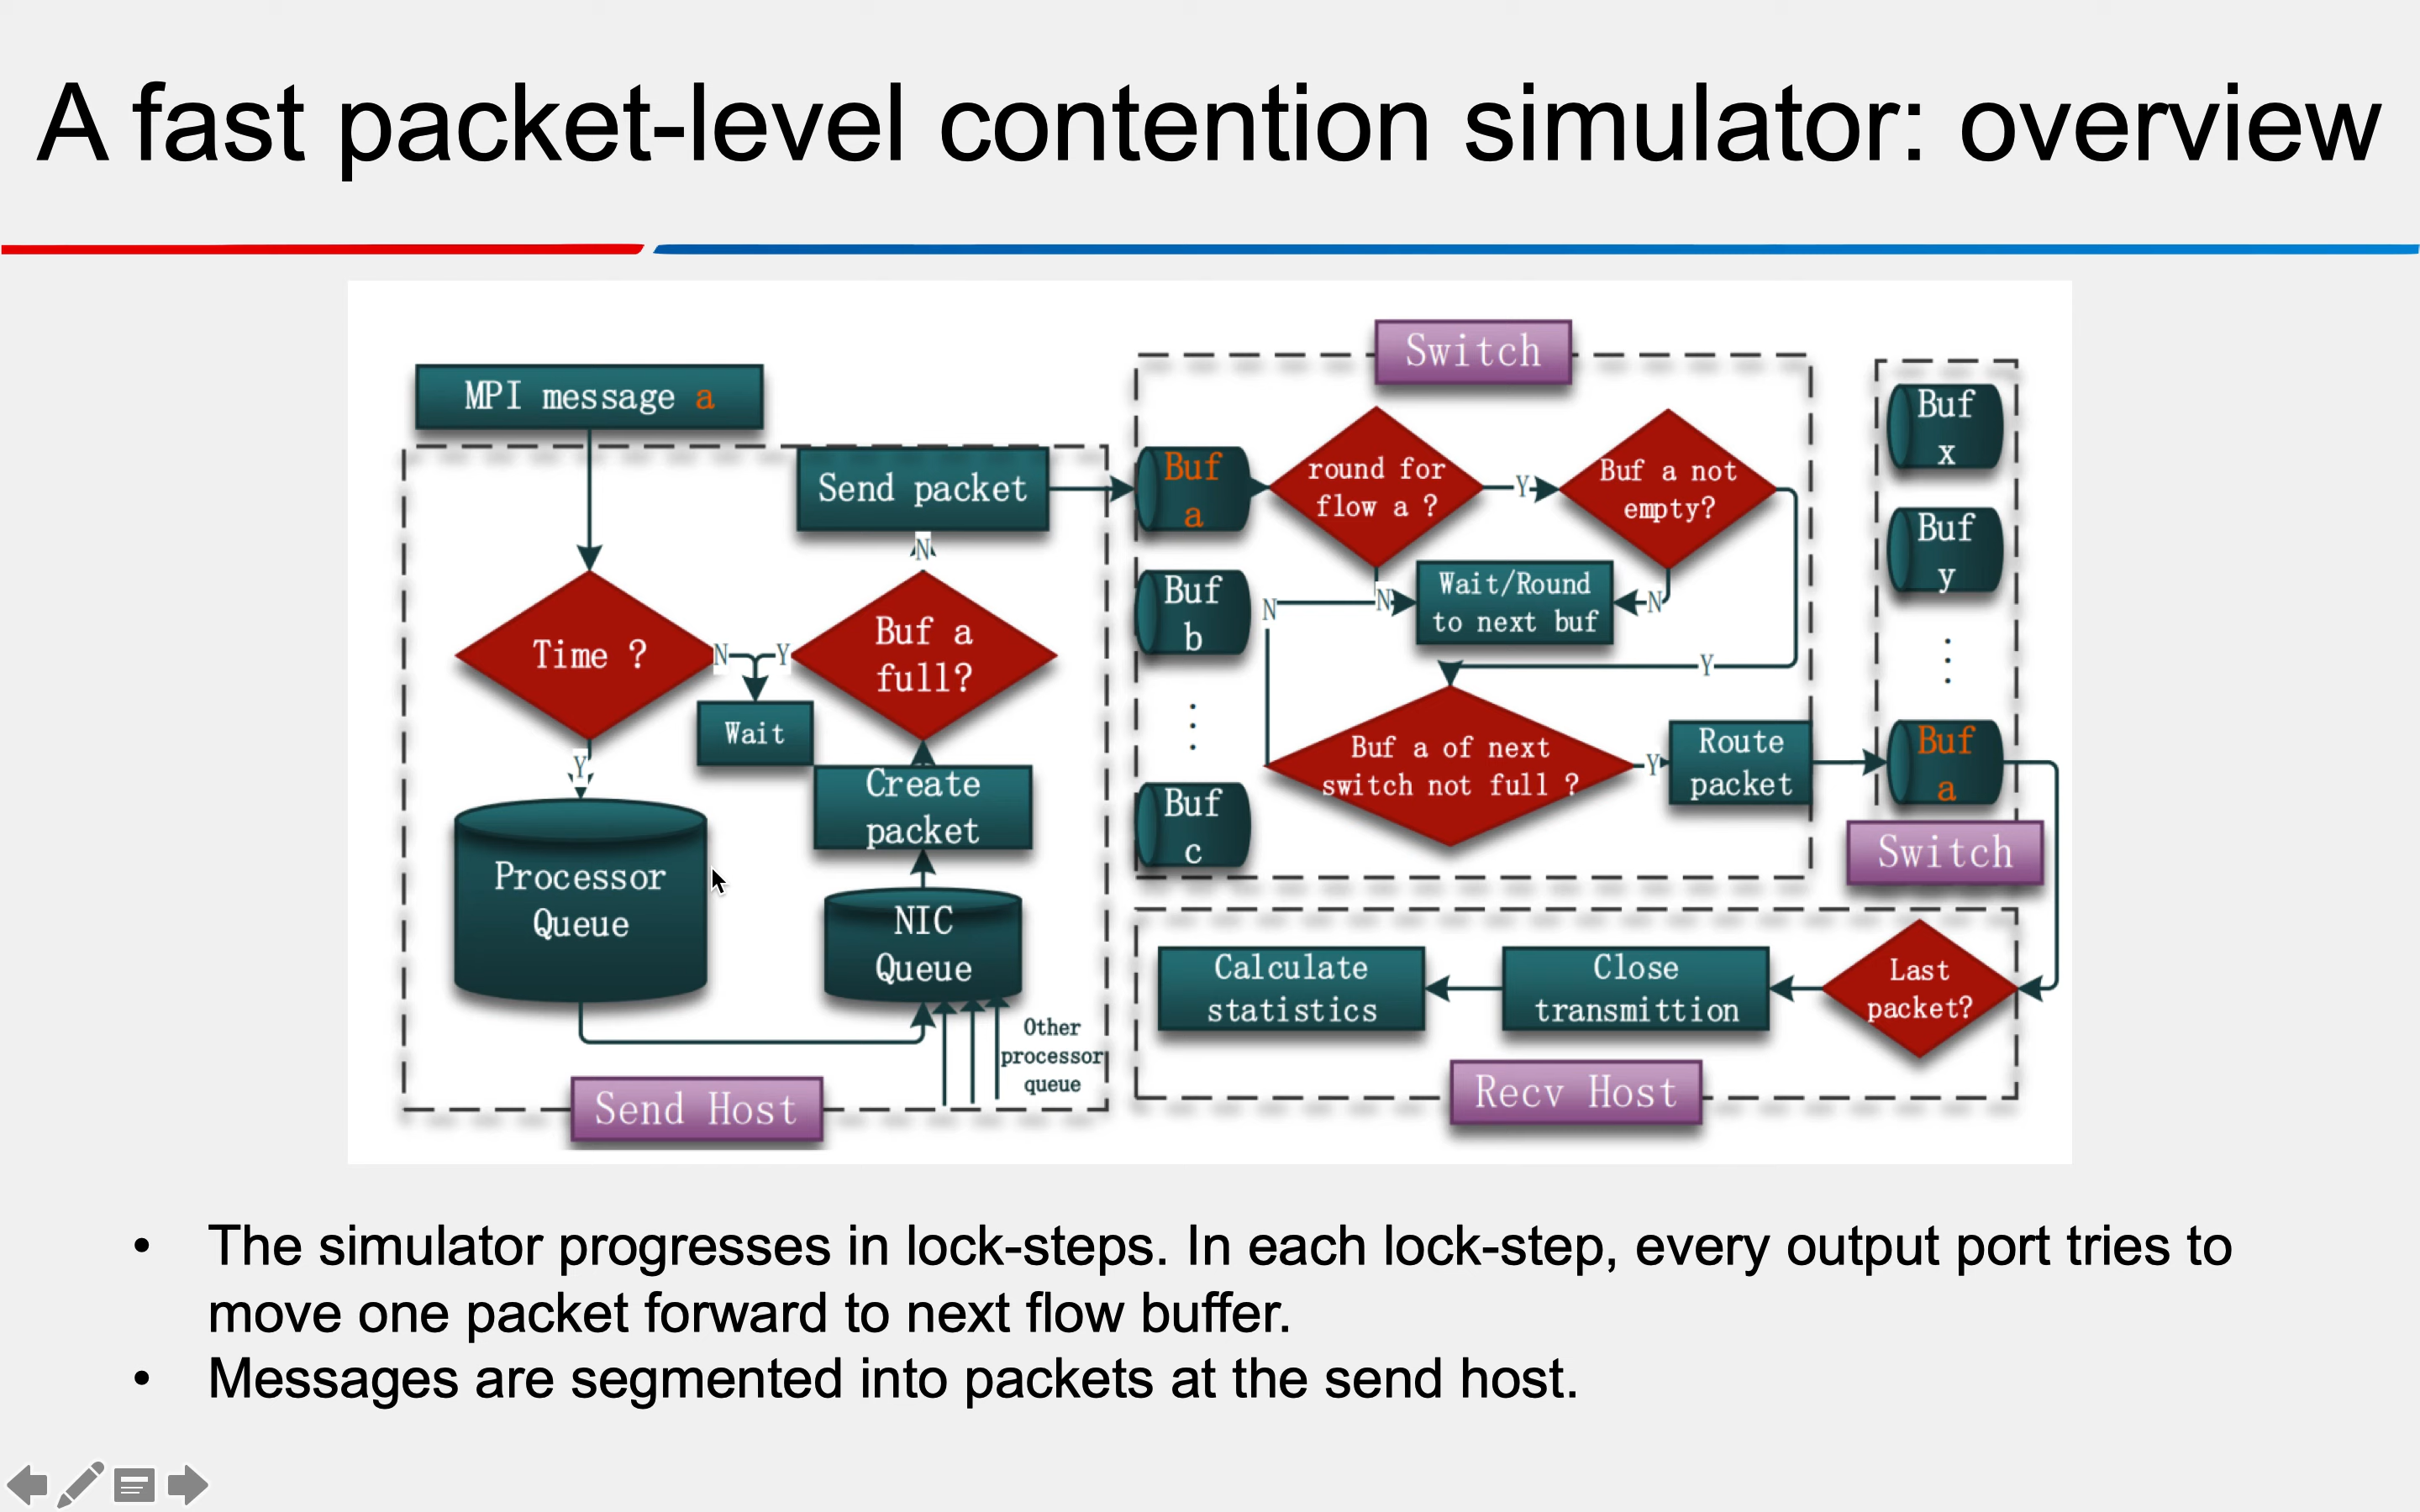 A fast packet-level contention simulator: overview
MPI message a
Time ?
N
Y
Wait
Y
Processor
Queue
Send packet
N
Buf a
full?
Create
packet
NIC
Queue
Other
processor
queue
Send Host
Switch
Buf
a
Buf
b
Buf
c
round for
flow a ?
Y
Buf a not
empty?
N
N
N
Wait/Round
to next buf
Y
Buf a of next
switch not full ?
Y
Route
packet
Buf
x
Buf
y
Buf
a
Switch
Last
packet?
Close
transmittion
Calculate
statistics
Recv Host
• The simulator progresses in lock-steps. In each lock-step, every output port tries to
move one packet forward to next flow buffer.
• Messages are segmented into packets at the send host.